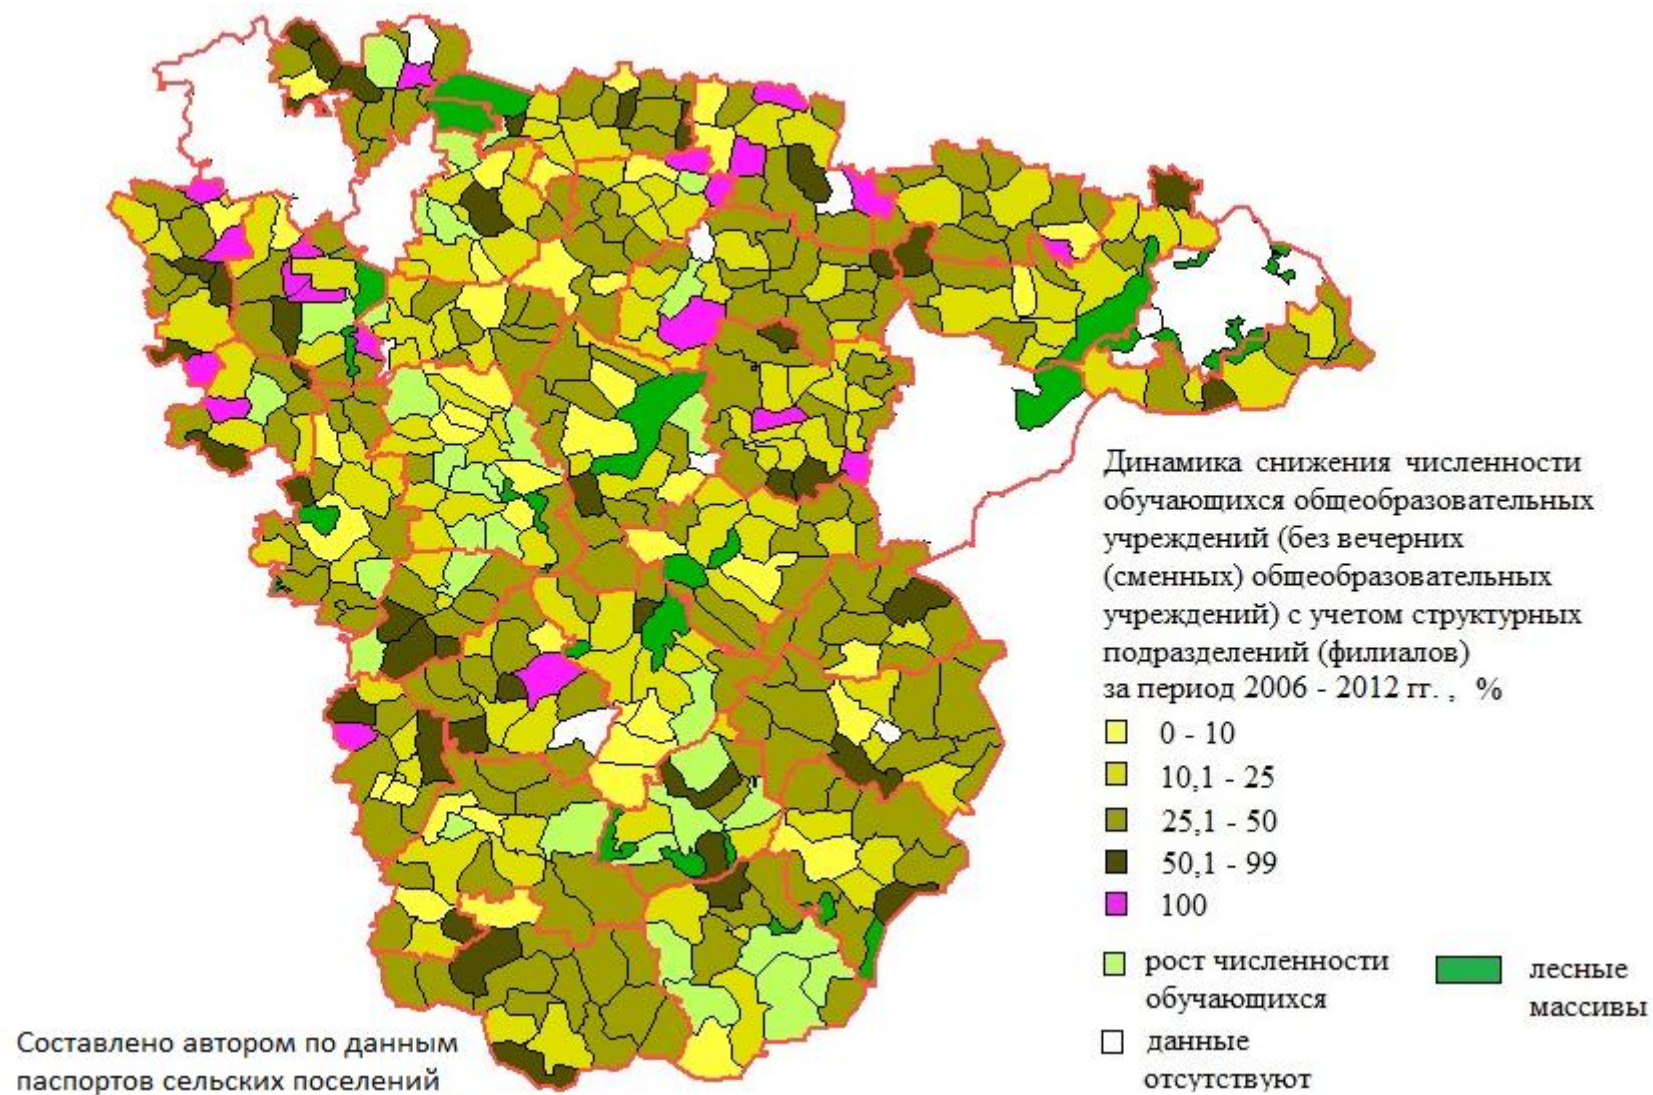 Динамика снижения численности
обучающихся общеобразовательных
учреждений (без вечерних
(сменных) общеобразовательных
учреждений) с учетом структурных
подразделений (филиалов)
за период 2006 - 2012 гг. , %
0 - 10
10,1 - 25
25,1 - 50
50,1 - 99
100
рост численности
обучающихся
лесные
массивы
данные
отсутствуют
Составлено автором по данным
паспортов сельских поселений